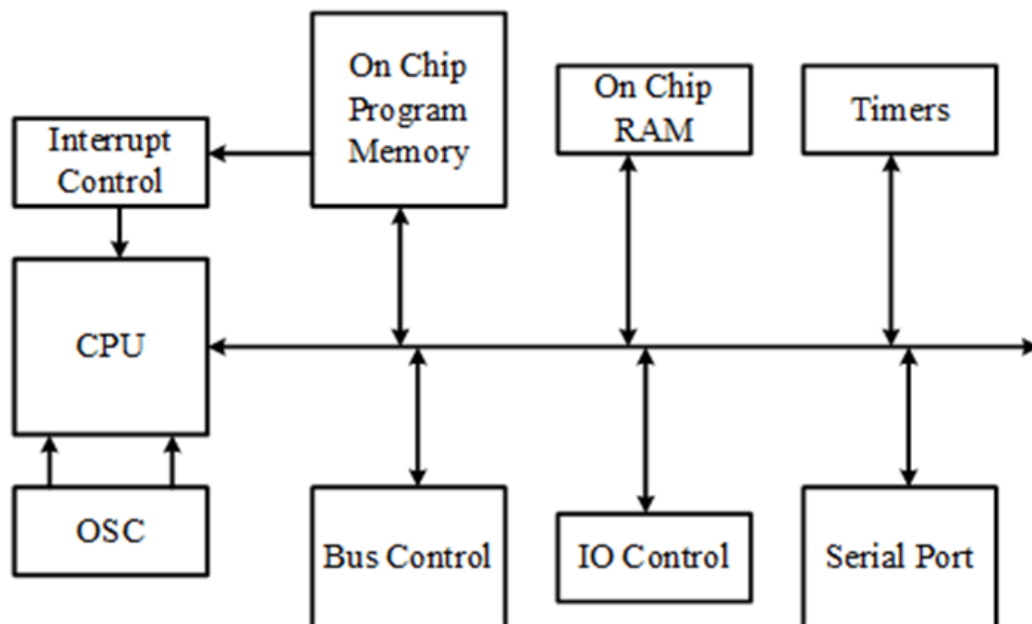 On Chip
Program
Memory
On Chip
RAM
Timers
Interrupt
Control
CPU
OSC
Bus Control
IO Control
Serial Port